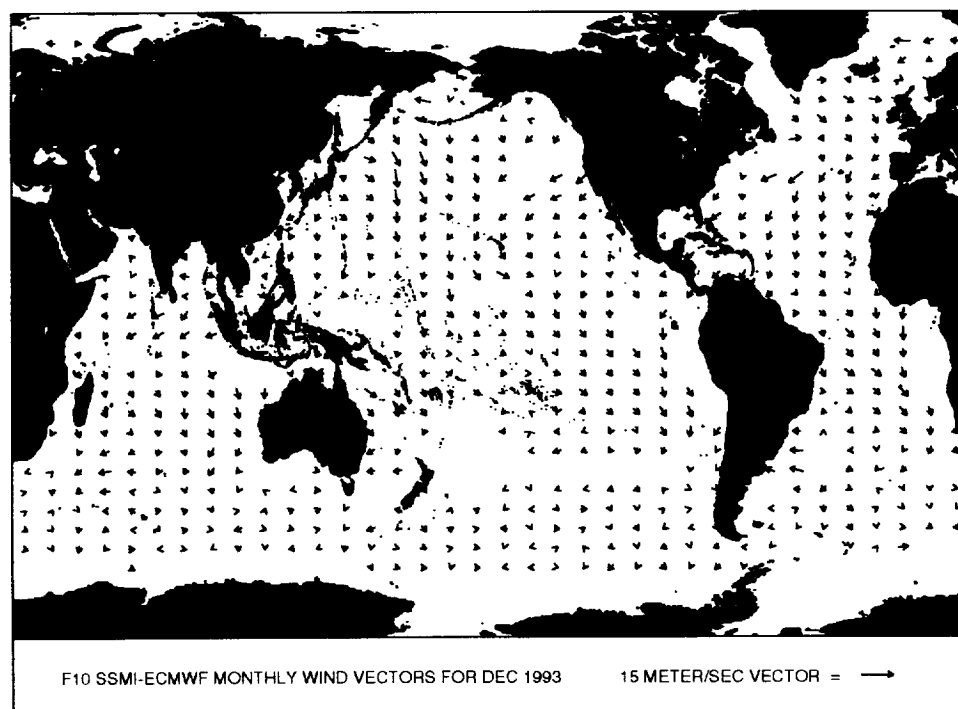 F10 SSMI-ECMWF MONTHLY WIND VECTORS FOR DEC 1993 15 METER/SEC VECTOR =